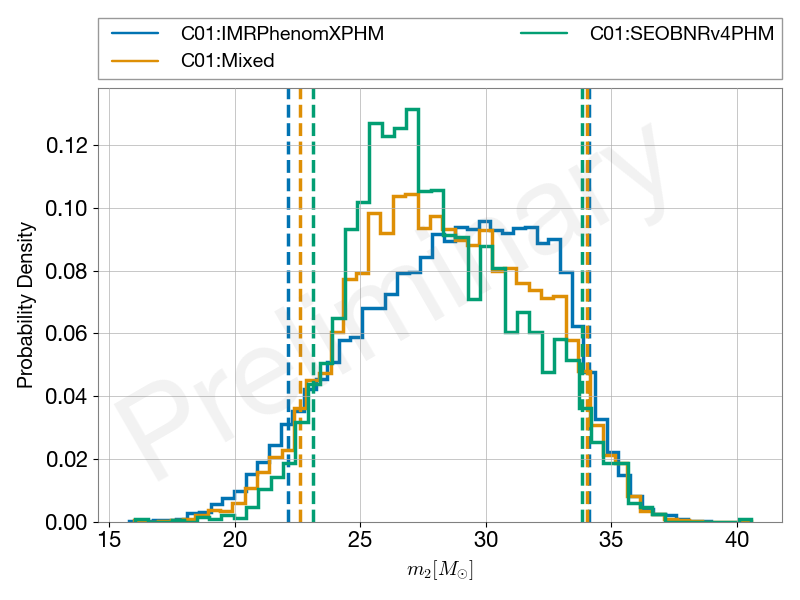 C01:IMRPhenomXPHM C01:SEOBNRv4PHM
C01:Mixed
Preliminary
Probability Density
0.12
0.10
0.08
0.06
0.04
0.02
0.00
15 20 25 30 35 40
m₂[M⊙]